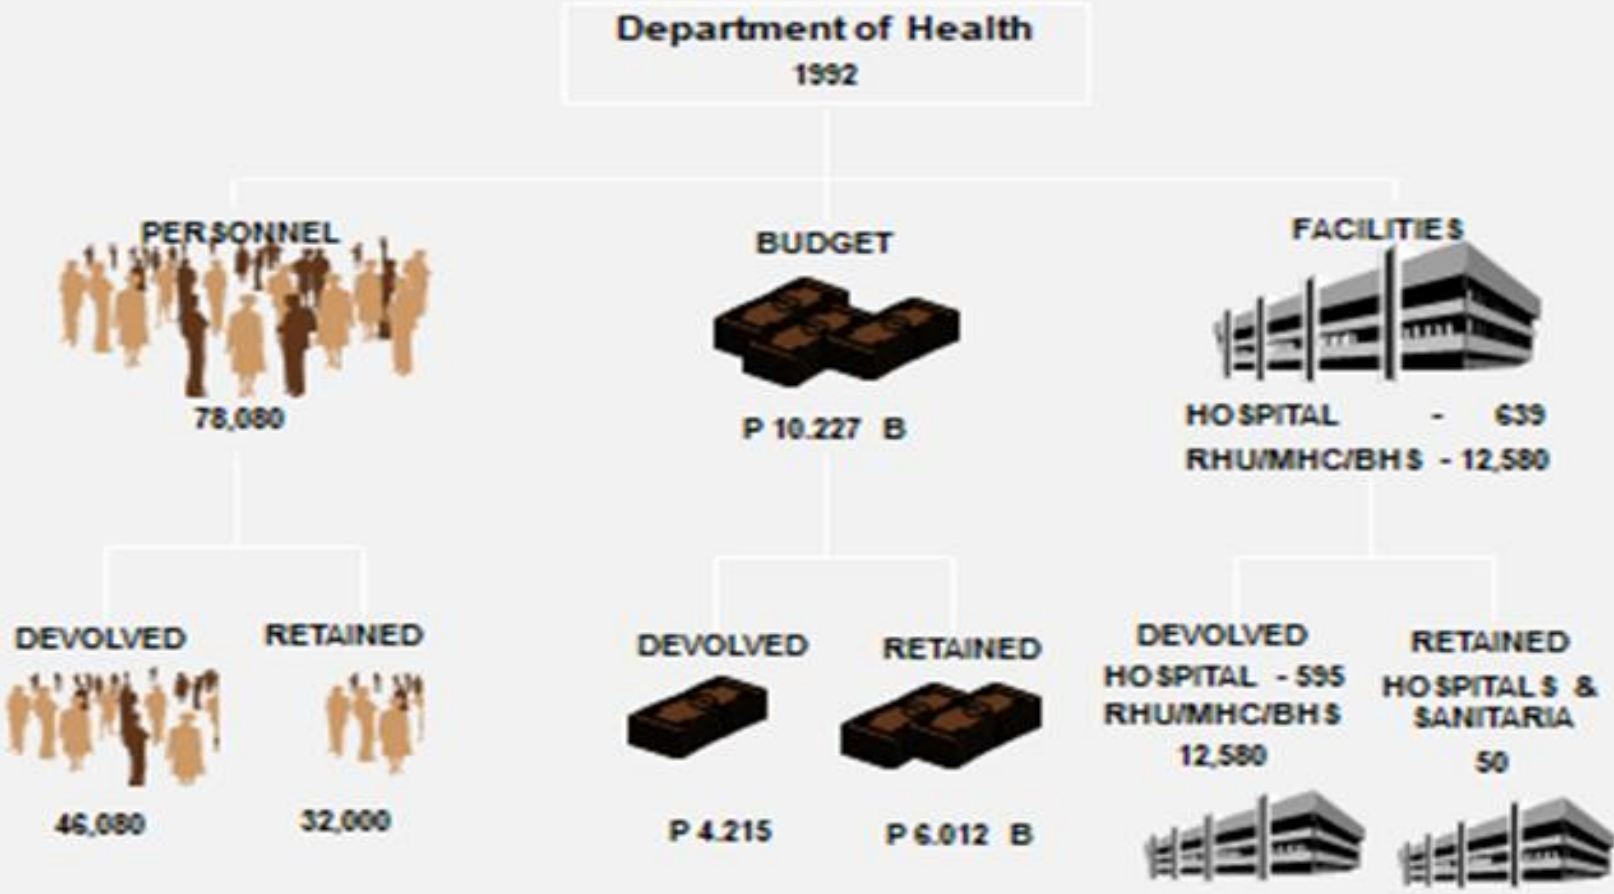 Department of Health
1992
PERSONNEL
78,080
BUDGET
P 10.227 B
FACILITIES
HOSPITAL - 639
RHU/MHC/BHS - 12,580
DEVOLVED
46,080
RETAINED
32,000
DEVOLVED
P 4.215
RETAINED
P 6.012 B
DEVOLVED
HOSPITAL - 595
RHU/MHC/BHS
12,580
RETAINED
HOSPITALS &
SANITARIA
50